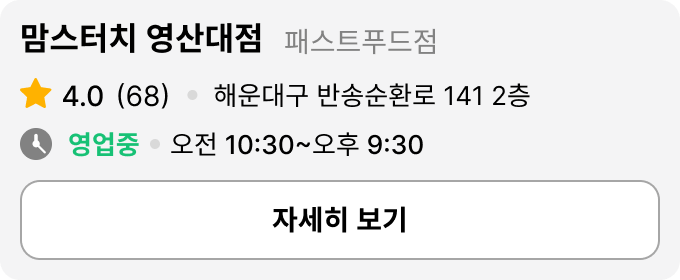 맘스터치 영산대점 패스트푸드점
4.0 (68) • 해운대구 반송순환로 141 2층
영업중 • 오전 10:30~오후 9:30
자세히 보기